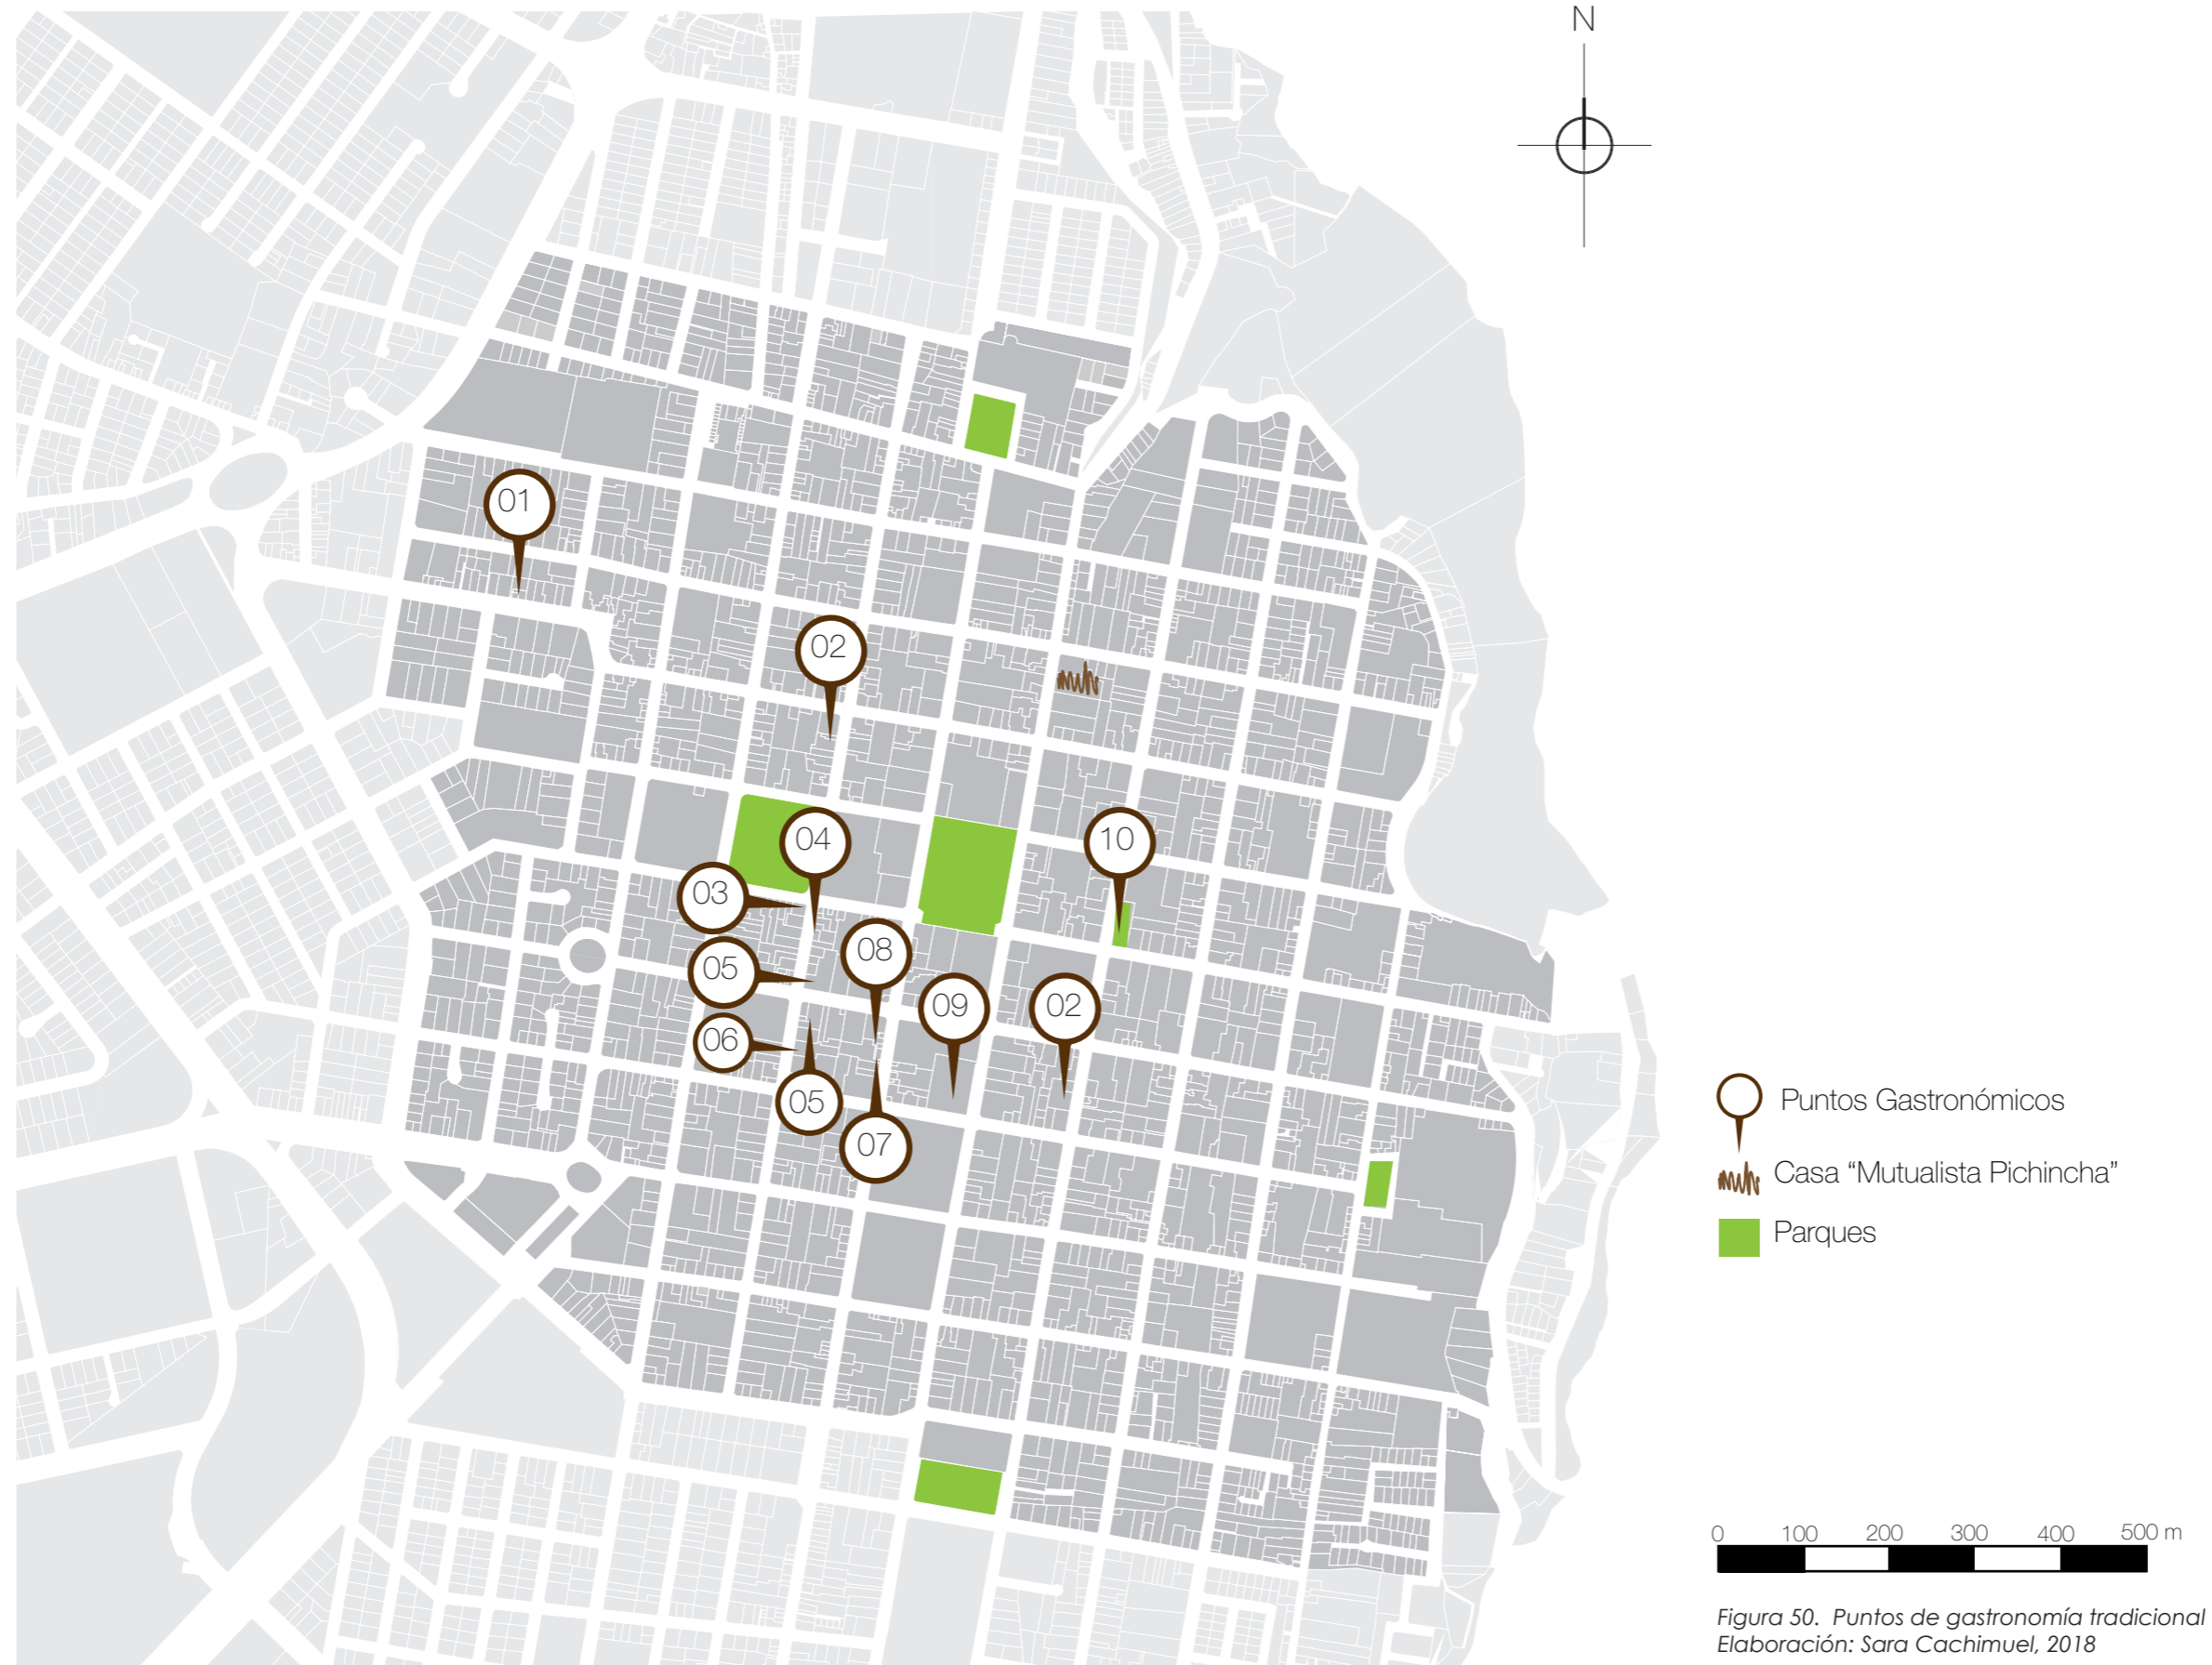 N
01
02
04
10
03
08
05
09
02
06
05
07
Puntos Gastronómicos
Casa “Mutualista Pichincha”
Parques
0 100 200 300 400 500 m
Figura 50. Puntos de gastronomía tradicional
Elaboración: Sara Cachimuel, 2018